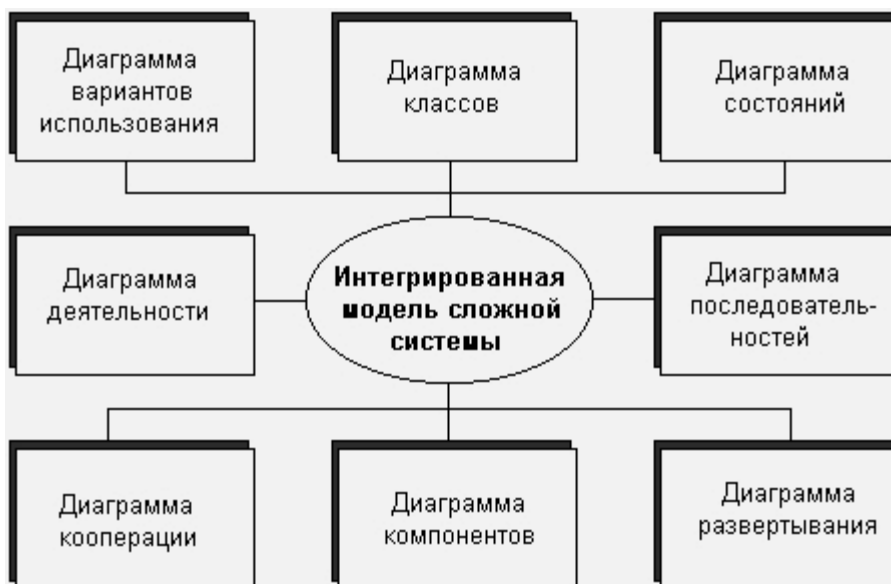 Диаграмма
вариантов
использования
Диаграмма
классов
Диаграмма
состояний
Диаграмма
деятельности
Интегрированная
модель сложной
системы
Диаграмма
последователь-
ностей
Диаграмма
кооперации
Диаграмма
компонентов
Диаграмма
развертывания